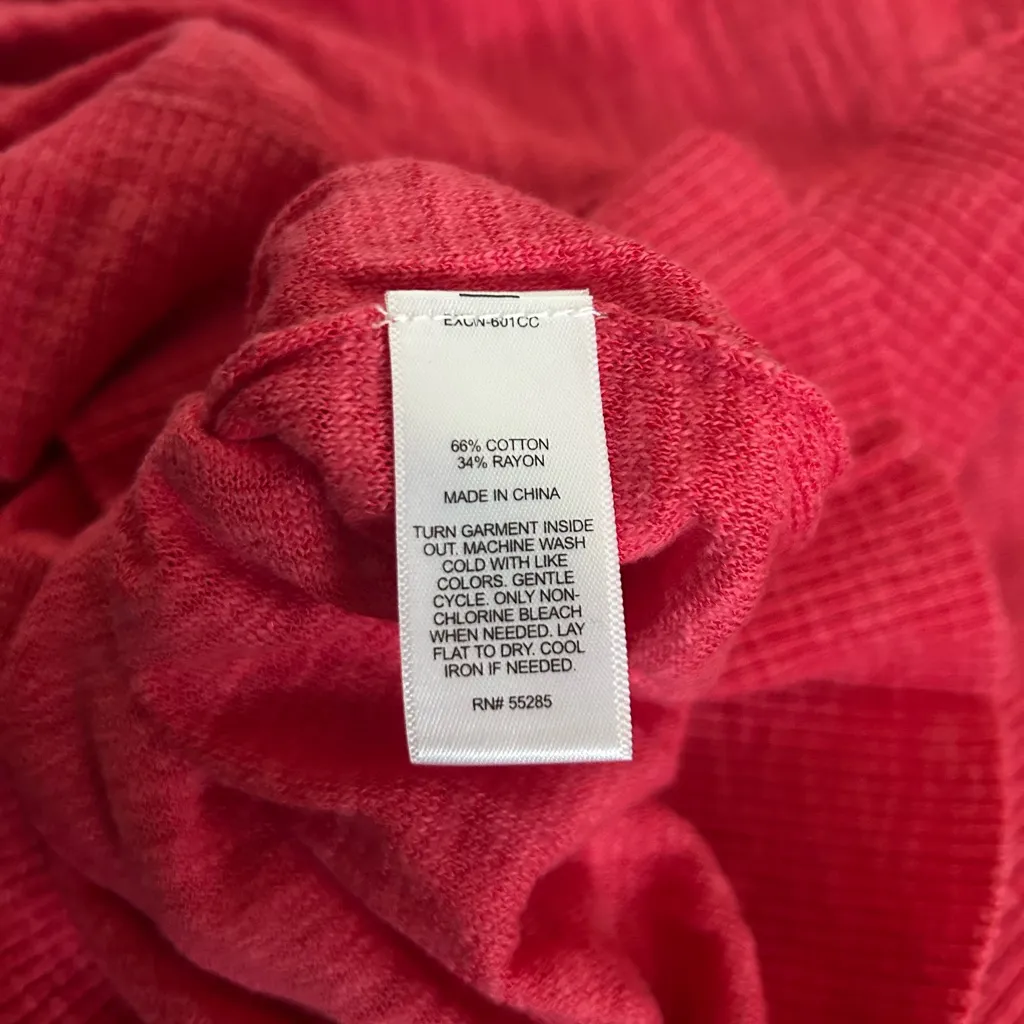 66% COTTON
34% RAYON
MADE IN CHINA
TURN GARMENT INSIDE
OUT. MACHINE WASH
COLD WITH LIKE
COLORS. GENTLE
CYCLE. ONLY NON-
CHLORINE BLEACH
WHEN NEEDED. LAY
FLAT TO DRY. COOL
IRON IF NEEDED.
RN# 55285